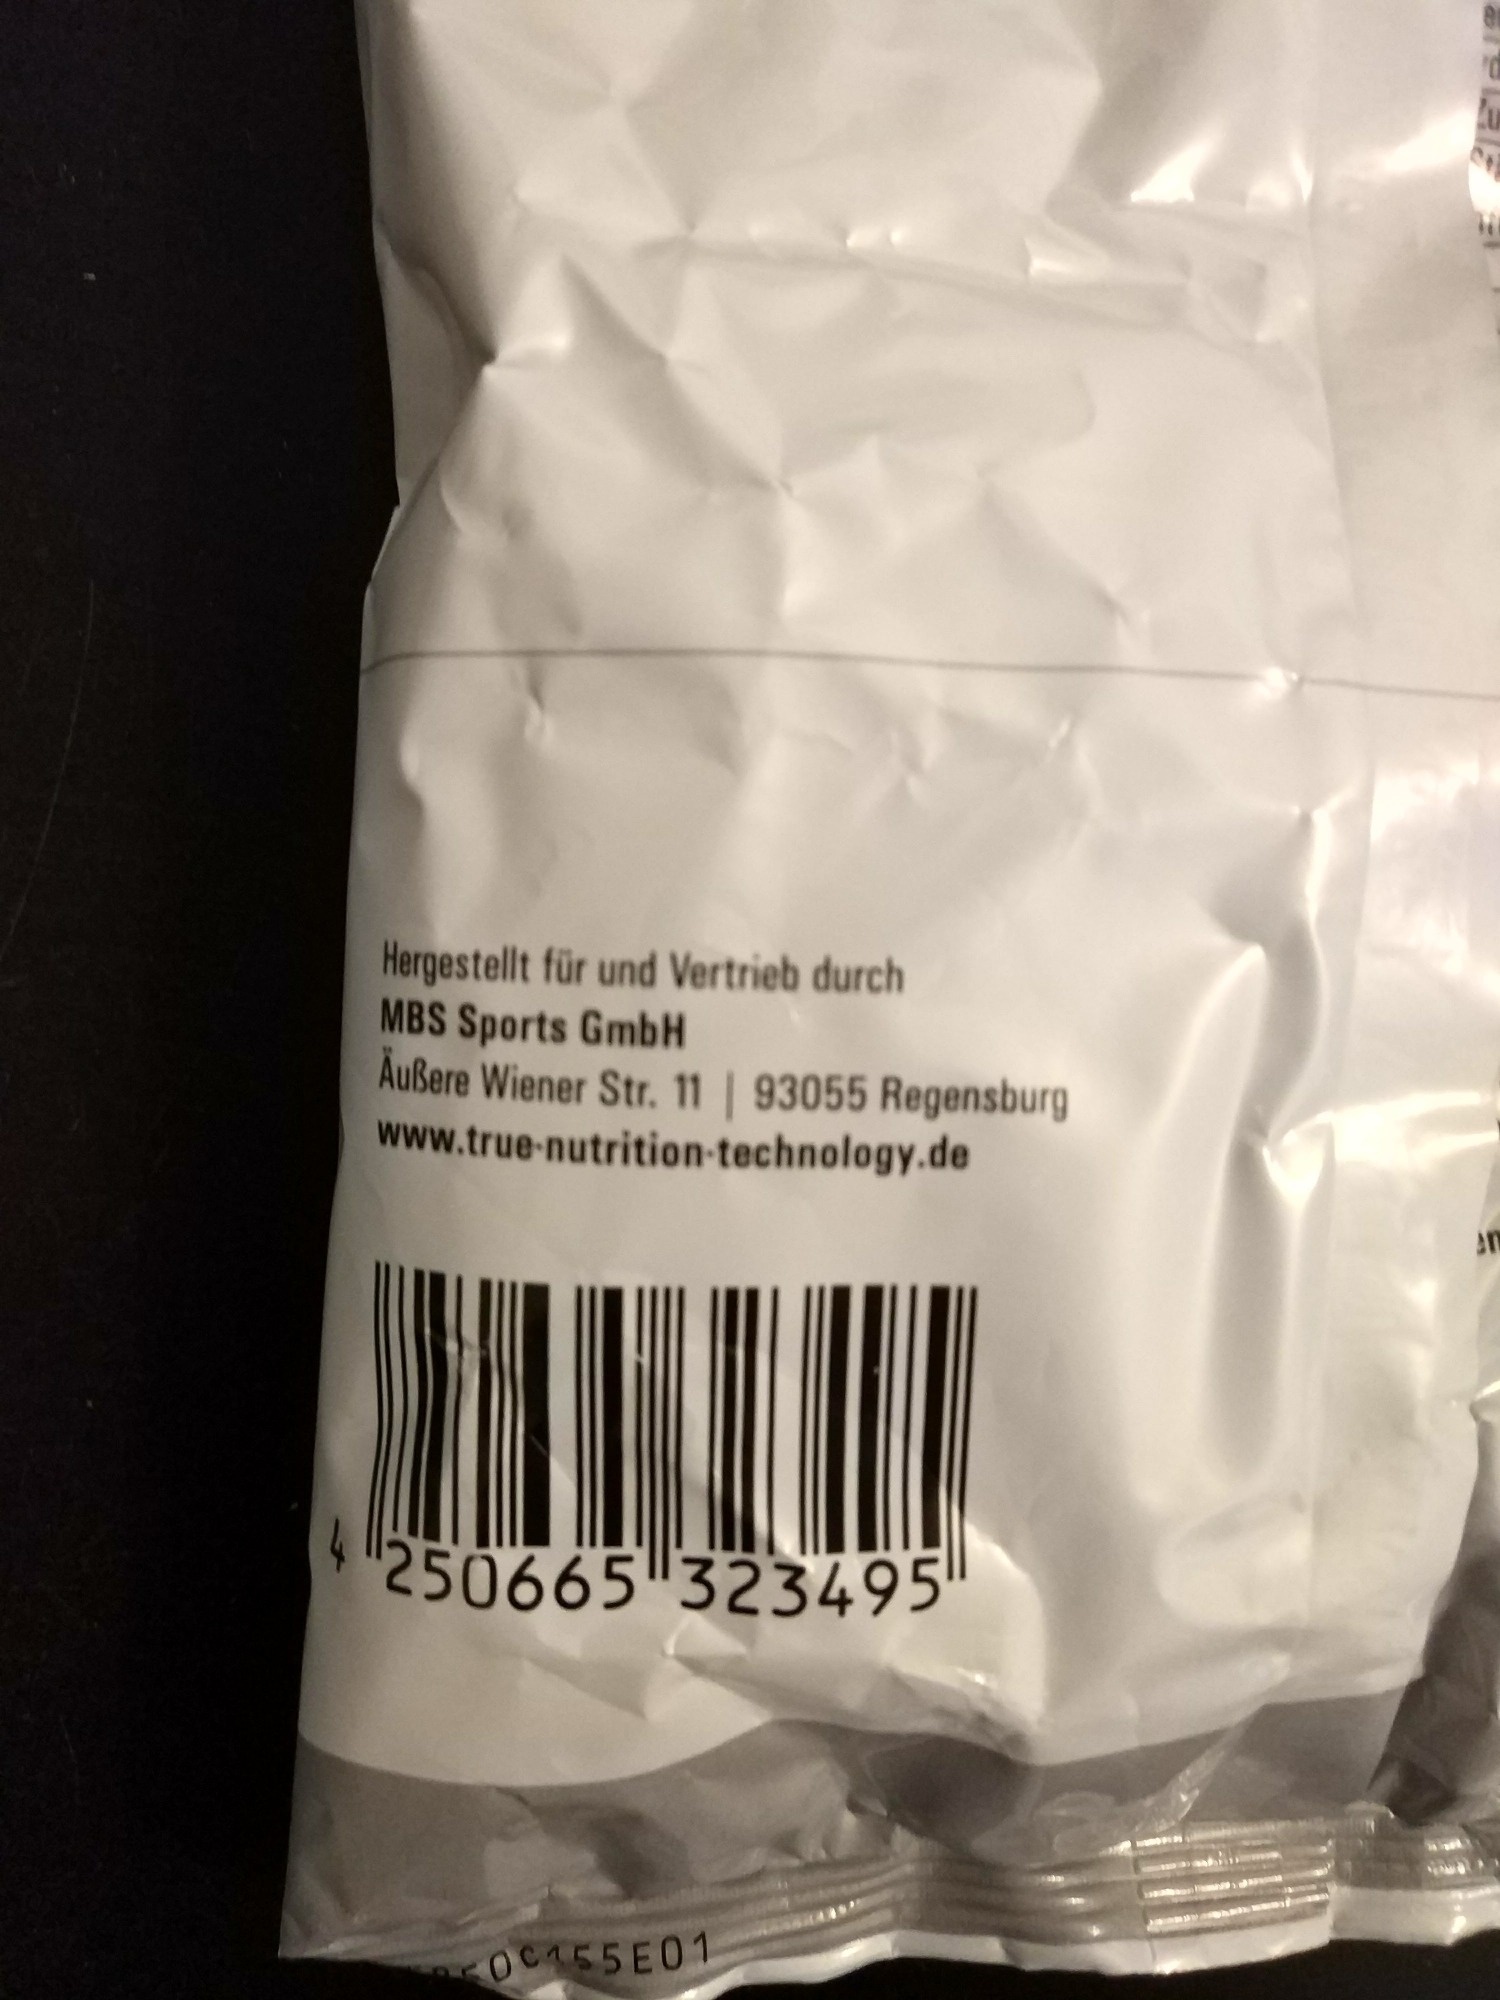 Hergestellt für und Vertrieb durch
MBS Sports GmbH
Äußere Wiener Str. 11 | 93055 Regensburg
www.true-nutrition-technology.de
4 250665 323495